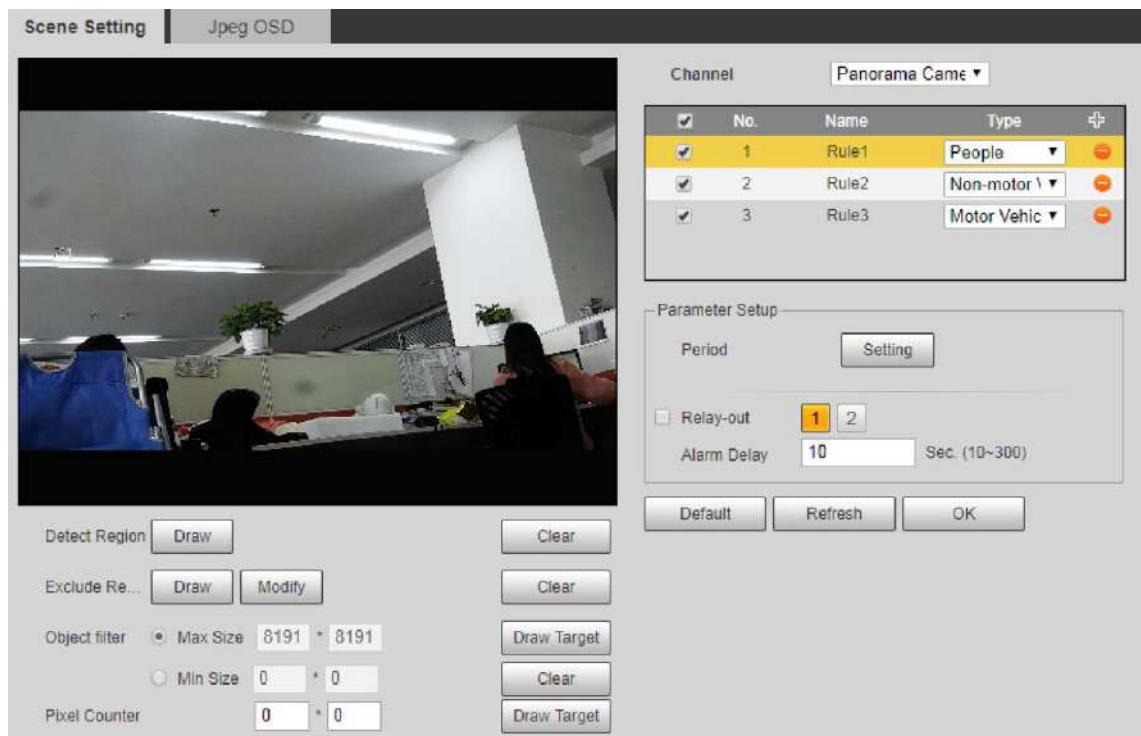 Scene Setting Jpeg OSD
Channel Panorama Came
No. Name Type
1 Rule1 People
2 Rule2 Non-motor V
3 Rule3 Motor Vehic
Parameter Setup
Period Setting
Relay-out 1 2
Alarm Delay 10 Sec. (10~300)
Default Refresh OK
Detect Region Draw Clear
Exclude Re... Draw Modify Clear
Object filter Max Size 8191 * 8191 Draw Target
Min Size 0 * 0 Clear
Pixel Counter 0 * 0 Draw Target